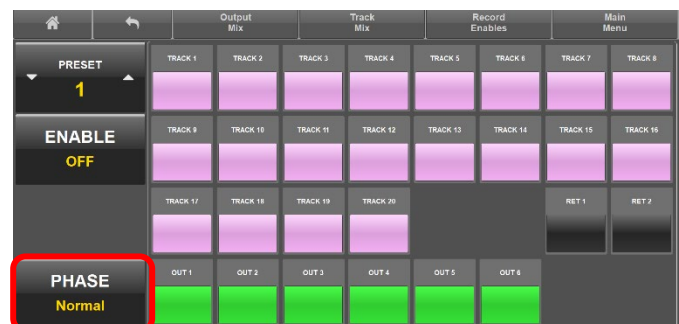 Output Mix
Track Mix
Record Enables
Main Menu
PRESET
1
TRACK 1 TRACK 2 TRACK 3 TRACK 4 TRACK 5 TRACK 6 TRACK 7 TRACK 8
ENABLE
OFF
TRACK 9 TRACK 10 TRACK 11 TRACK 12 TRACK 13 TRACK 14 TRACK 15 TRACK 16
TRACK 17 TRACK 18 TRACK 19 TRACK 20 RET 1 RET 2
PHASE
Normal
OUT 1 OUT 2 OUT 3 OUT 4 OUT 5 OUT 6